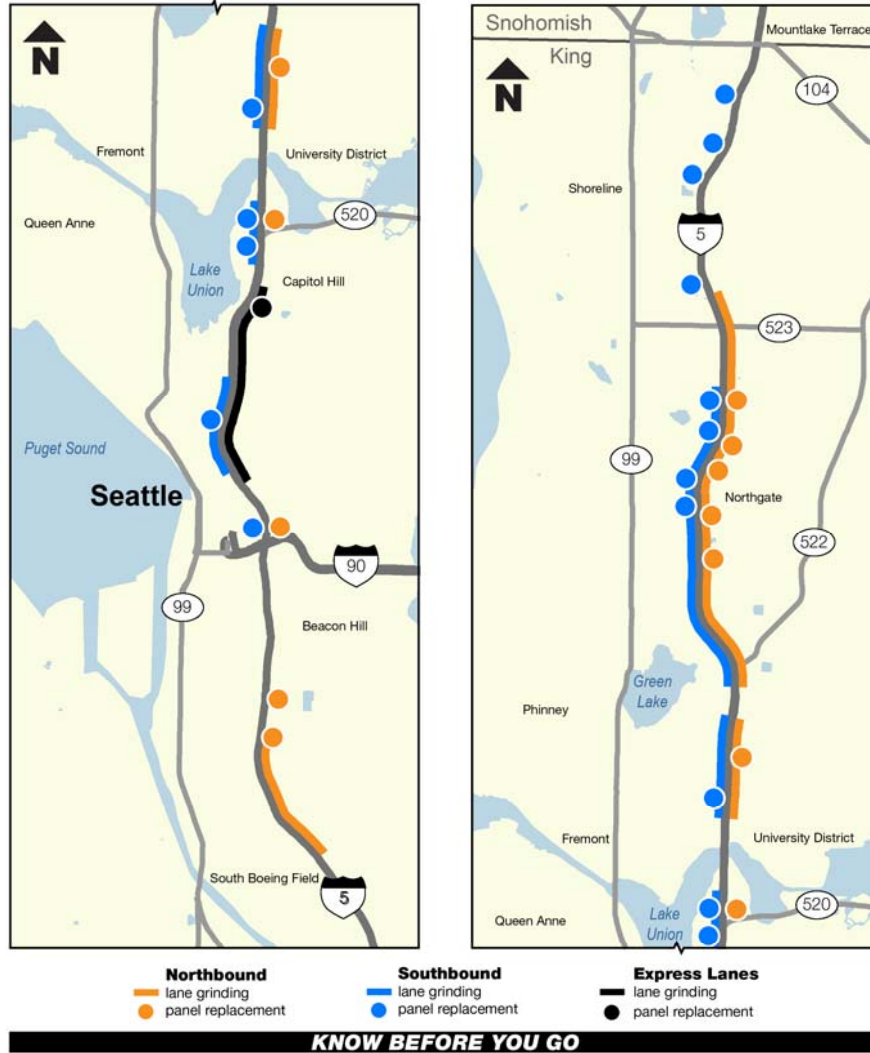 N
Fremont
University District
Queen Anne
520
Lake
Union
Capitol Hill
Puget Sound
Seattle
90
99
Beacon Hill
South Boeing Field
5
Snohomish
King
Mountlake Terrace
N
104
Shoreline
5
523
99
Northgate
522
Green
Lake
Phinney
Fremont
University District
Queen Anne
Lake
Union
520
Northbound
lane grinding
panel replacement
Southbound
lane grinding
panel replacement
Express Lanes
lane grinding
panel replacement
KNOW BEFORE YOU GO